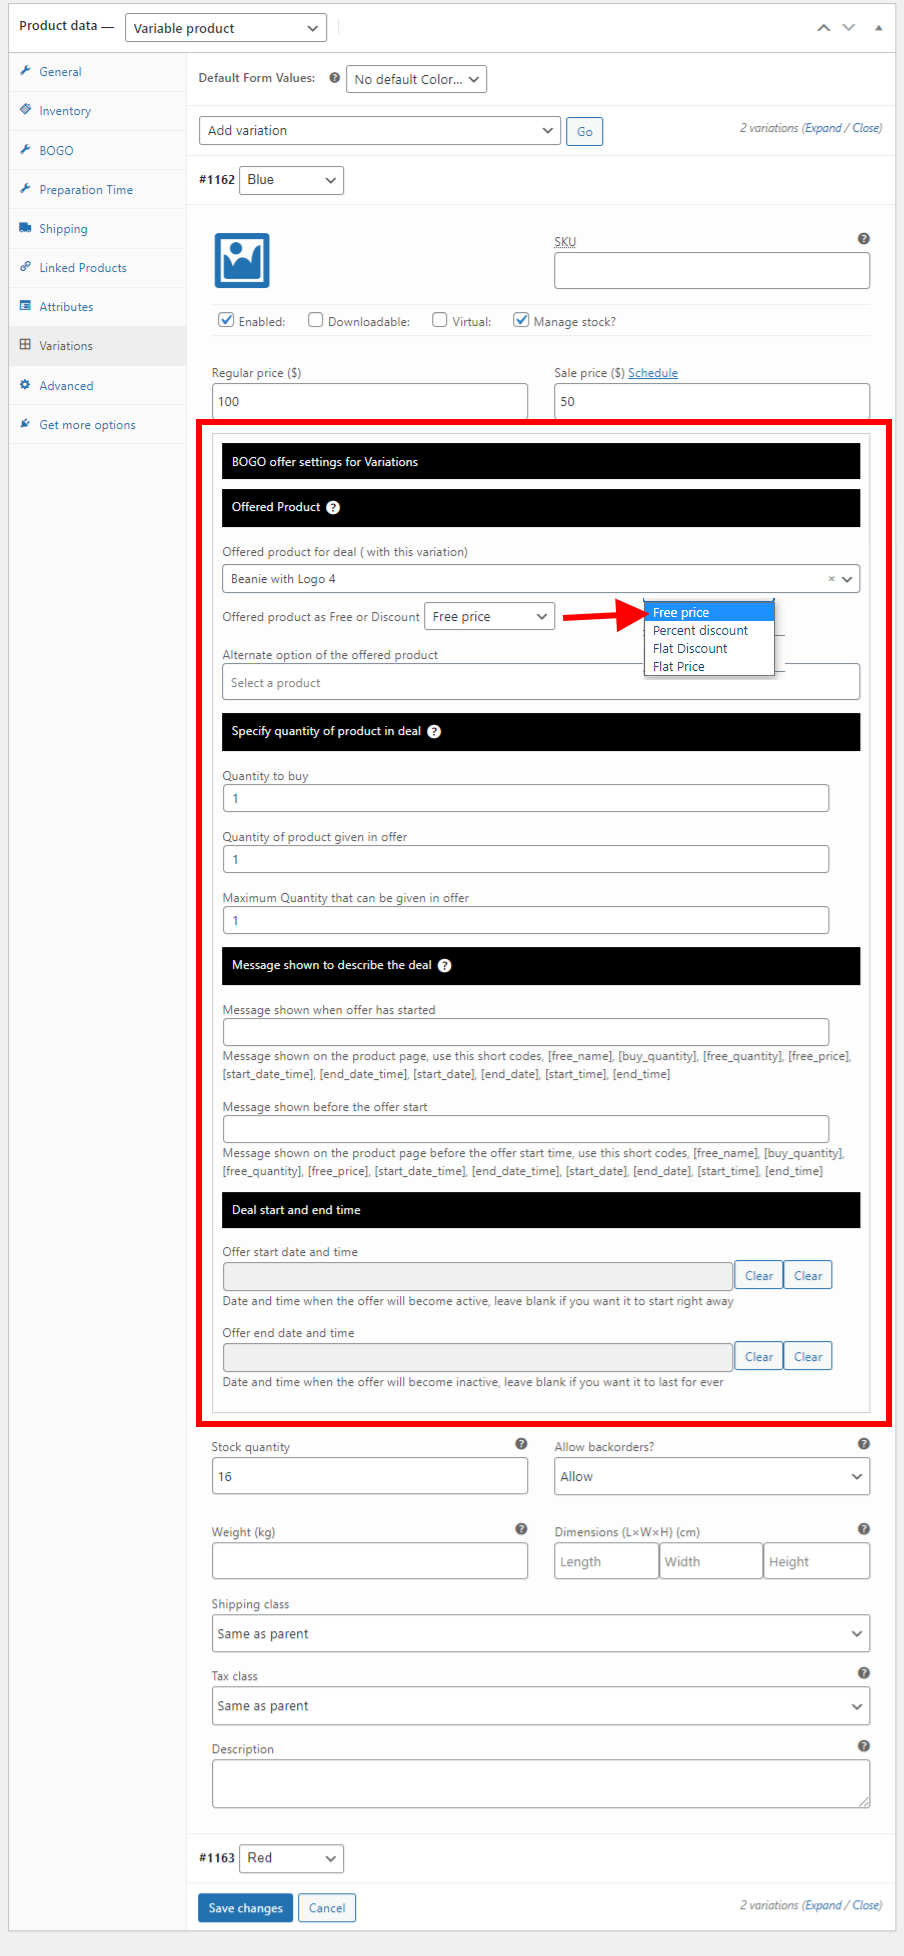 Product data —
Variable product
General
Inventory
BOGO
Preparation Time
Shipping
Linked Products
Attributes
Variations
Advanced
Get more options
Default Form Values:
No default Color...
Add variation
Go
2 variations (Expand / Close)
#1162
Blue
SKU
Enabled:
Downloadable:
Virtual:
Manage stock?
Regular price ($)
Sale price ($) Schedule
100
50
BOGO offer settings for Variations
Offered Product
Offered product for deal ( with this variation)
Beanie with Logo 4
×
Offered product as Free or Discount
Free price
Free price
Percent discount
Flat Discount
Flat Price
Alternate option of the offered product
Select a product
Specify quantity of product in deal
Quantity to buy
1
Quantity of product given in offer
1
Maximum Quantity that can be given in offer
1
Message shown to describe the deal
Message shown when offer has started
Message shown on the product page, use this short codes, [free_name], [buy_quantity], [free_quantity], [free_price],
[start_date_time], [end_date_time], [start_date], [end_date], [start_time], [end_time]
Message shown before the offer start
Message shown on the product page before the offer start time, use this short codes, [free_name], [buy_quantity],
[free_quantity], [free_price], [start_date_time], [end_date_time], [start_date], [end_date], [start_time], [end_time]
Deal start and end time
Offer start date and time
Clear
Clear
Date and time when the offer will become active, leave blank if you want it to start right away
Offer end date and time
Clear
Clear
Date and time when the offer will become inactive, leave blank if you want it to last for ever
Stock quantity
Allow backorders?
16
Allow
Weight (kg)
Dimensions (L×W×H) (cm)
Length
Width
Height
Shipping class
Same as parent
Tax class
Same as parent
Description
#1163
Red
Save changes
Cancel
2 variations (Expand / Close)